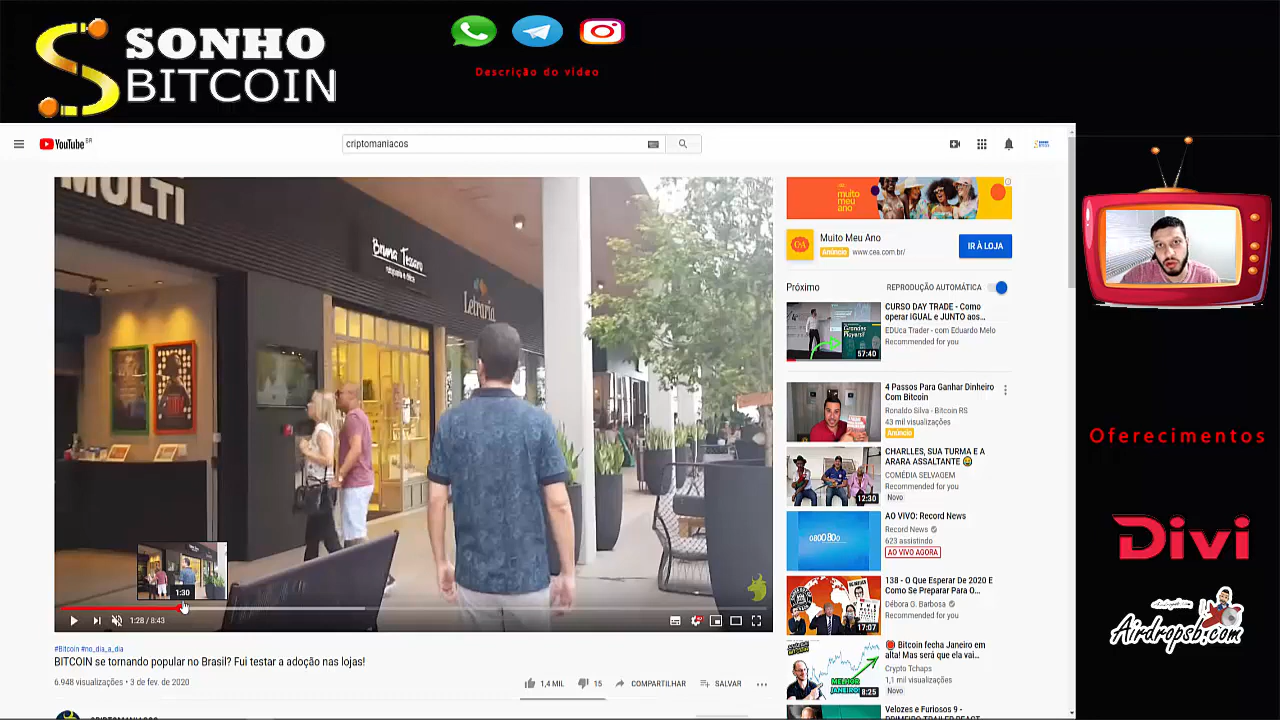 SONHO
BITCOIN
Descrição do vídeo
YouTube BR
criptomaniacos
MULTI
Bruna Tesaro
Letraria
1:30
1:28 / 8:43
#Bitcoin #no_dia_a_dia
BITCOIN se tornando popular no Brasil? Fui testar a adoção nas lojas!
6.948 visualizações • 3 de fev. de 2020
1,4 MIL
15
COMPARTILHAR
SALVAR
CRIPTOMANIACOS
muito
meu
ano
Muito Meu Ano
Anúncio
www.cea.com.br/
IR À LOJA
Próximo
REPRODUÇÃO AUTOMÁTICA
57:40
CURSO DAY TRADE - Como
operar IGUAL e JUNTO aos...
EDUca Trader - com Eduardo Melo
Recommended for you
4 Passos Para Ganhar Dinheiro
Com Bitcoin
Ronaldo Silva - Bitcoin RS
43 mil visualizações
Anúncio
12:30
CHARLLES, SUA TURMA E A
ARARA ASSALTANTE
COMÉDIA SELVAGEM
Recommended for you
Novo
AO VIVO: Record News
Record News
623 assistindo
AO VIVO AGORA
17:07
138 - O Que Esperar De 2020 E
Como Se Preparar Para O...
Débora G. Barbosa
Recommended for you
MELHOR
JANEIRO
8:25
Bitcoin fecha Janeiro em
alta! Mas será que ela vai...
Crypto Tchaps
1,1 mil visualizações
Novo
Velozes e Furiosos 9 -
PRIMEIRO TRAILER REACT
Oferecimentos
Divi
Airdropsb.com